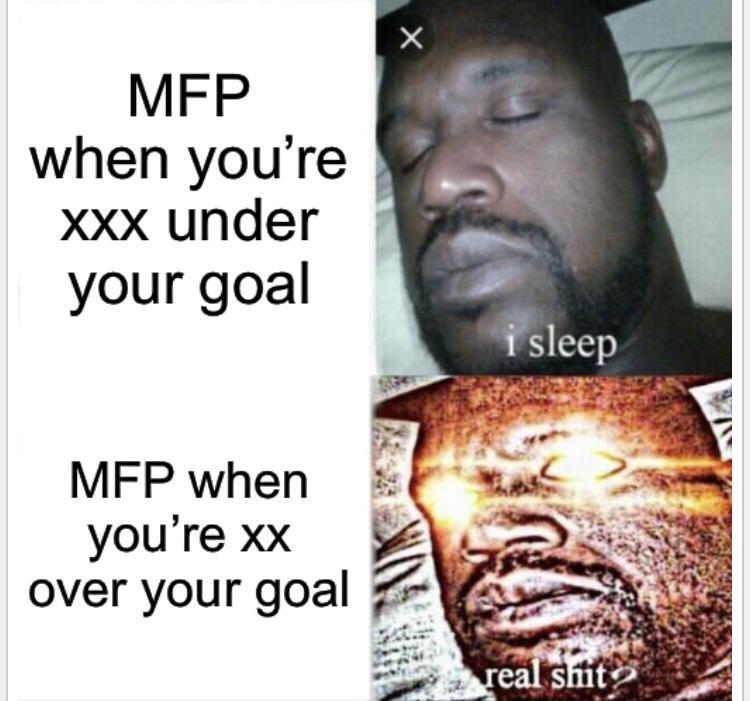 MFP
when you're
xxx under
your goal
i sleep
MFP when
you're xx
over your goal
real shit?